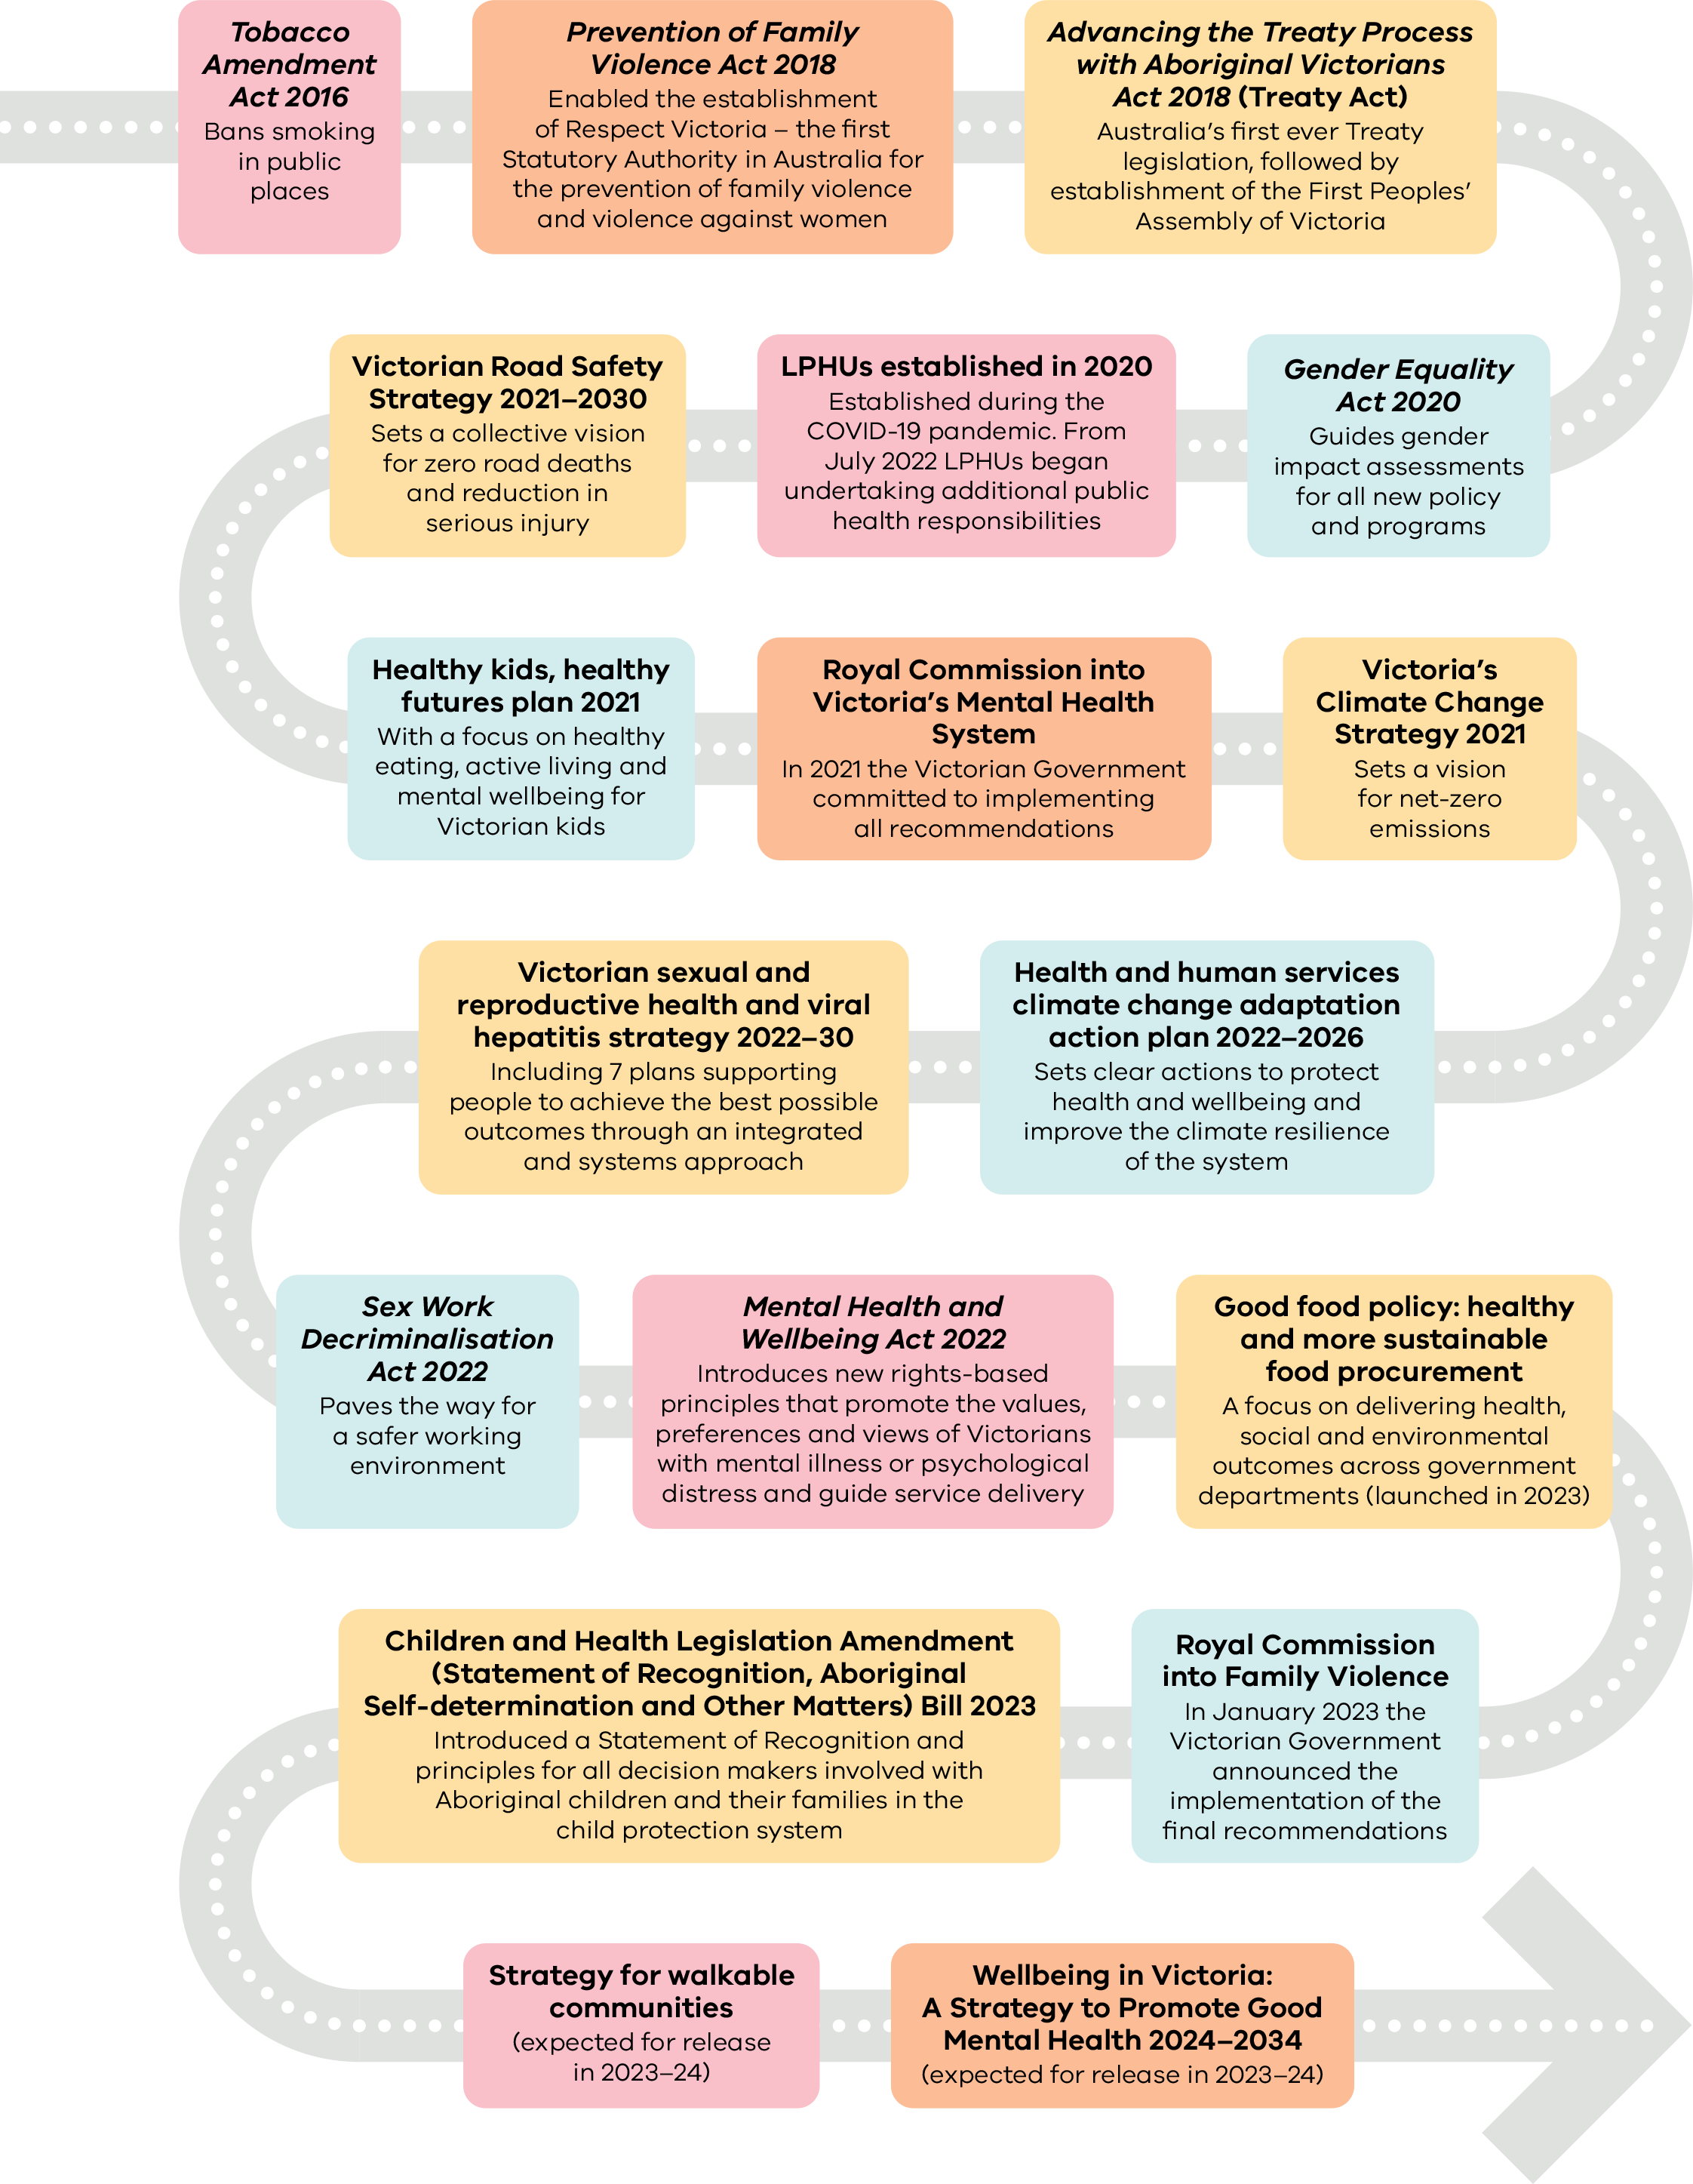 Tobacco
Amendment
Act 2016
Bans smoking
in public
places
Prevention of Family
Violence Act 2018
Enabled the establishment
of Respect Victoria – the first
Statutory Authority in Australia for
the prevention of family violence
and violence against women
Advancing the Treaty Process
with Aboriginal Victorians
Act 2018 (Treaty Act)
Australia’s first ever Treaty
legislation, followed by
establishment of the First Peoples’
Assembly of Victoria
Gender Equality
Act 2020
Guides gender
impact assessments
for all new policy
and programs
LPHUs established in 2020
Established during the
COVID-19 pandemic. From
July 2022 LPHUs began
undertaking additional public
health responsibilities
Victorian Road Safety
Strategy 2021–2030
Sets a collective vision
for zero road deaths
and reduction in
serious injury
Healthy kids, healthy
futures plan 2021
With a focus on healthy
eating, active living and
mental wellbeing for
Victorian kids
Royal Commission into
Victoria’s Mental Health
System
In 2021 the Victorian Government
committed to implementing
all recommendations
Victoria’s
Climate Change
Strategy 2021
Sets a vision
for net-zero
emissions
Health and human services
climate change adaptation
action plan 2022–2026
Sets clear actions to protect
health and wellbeing and
improve the climate resilience
of the system
Victorian sexual and
reproductive health and viral
hepatitis strategy 2022–30
Including 7 plans supporting
people to achieve the best possible
outcomes through an integrated
and systems approach
Sex Work
Decriminalisation
Act 2022
Paves the way for
a safer working
environment
Mental Health and
Wellbeing Act 2022
Introduces new rights-based
principles that promote the values,
preferences and views of Victorians
with mental illness or psychological
distress and guide service delivery
Good food policy: healthy
and more sustainable
food procurement
A focus on delivering health,
social and environmental
outcomes across government
departments (launched in 2023)
Royal Commission
into Family Violence
In January 2023 the
Victorian Government
announced the
implementation of the
final recommendations
Children and Health Legislation Amendment
(Statement of Recognition, Aboriginal
Self-determination and Other Matters) Bill 2023
Introduced a Statement of Recognition and
principles for all decision makers involved with
Aboriginal children and their families in the
child protection system
Strategy for walkable
communities
(expected for release
in 2023–24)
Wellbeing in Victoria:
A Strategy to Promote Good
Mental Health 2024–2034
(expected for release in 2023–24)